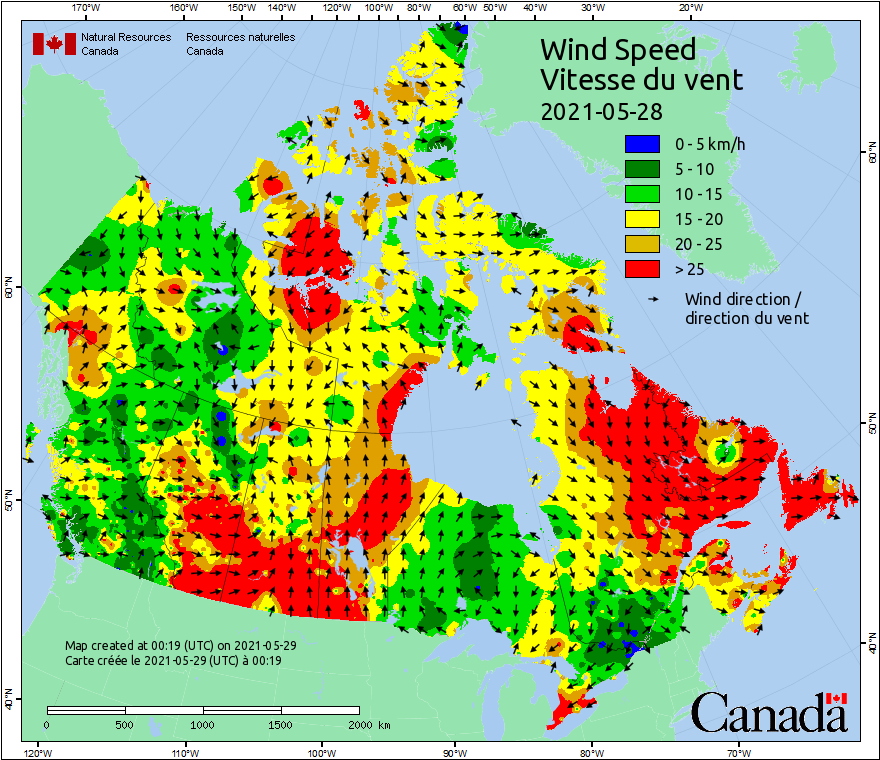 170°W 160°W 150°W 140°W 120°W 100°W 80°W 60°W 50°W 40°W 30°W 20°W
Natural Resources Ressources naturelles
Canada Canada
Wind Speed
Vitesse du vent
2021-05-28
0 - 5 km/h
5 - 10
10 - 15
15 - 20
20 - 25
> 25
Wind direction /
direction du vent
60°N
60°N
50°N
50°N
40°N
40°N
Map created at 00:19 (UTC) on 2021-05-29
Carte créée le 2021-05-29 (UTC) à 00:19
0 500 1000 1500 2000 km
Canada
120°W 110°W 100°W 90°W 80°W 70°W